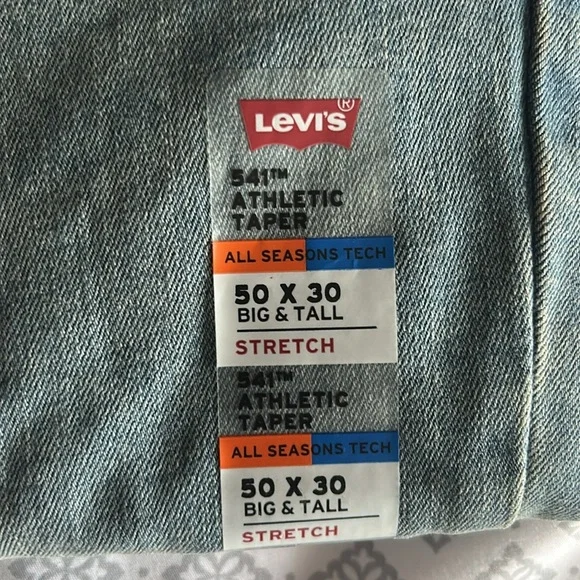 Levi's®
541™
ATHLETIC
TAPER
ALL SEASONS TECH
50 X 30
BIG & TALL
STRETCH
541™
ATHLETIC
TAPER
ALL SEASONS TECH
50 X 30
BIG & TALL
STRETCH